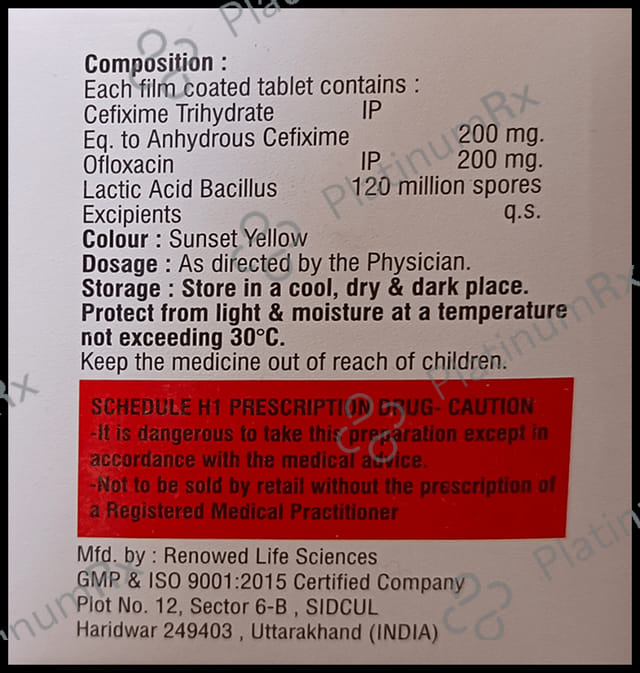 Composition :
Each film coated tablet contains :
Cefixime Trihydrate IP
Eq. to Anhydrous Cefixime 200 mg.
Ofloxacin IP 200 mg.
Lactic Acid Bacillus 120 million spores
Excipients q.s.
Colour : Sunset Yellow
Dosage : As directed by the Physician.
Storage : Store in a cool, dry & dark place.
Protect from light & moisture at a temperature
not exceeding 30°C.
Keep the medicine out of reach of children.
SCHEDULE H1 PRESCRIPTION DRUG- CAUTION
-It is dangerous to take this preparation except in
accordance with the medical advice.
-Not to be sold by retail without the prescription of
a Registered Medical Practitioner
Mfd. by : Renowed Life Sciences
GMP & ISO 9001:2015 Certified Company
Plot No. 12, Sector 6-B , SIDCUL
Haridwar 249403 , Uttarakhand (INDIA)
PlatinumRx